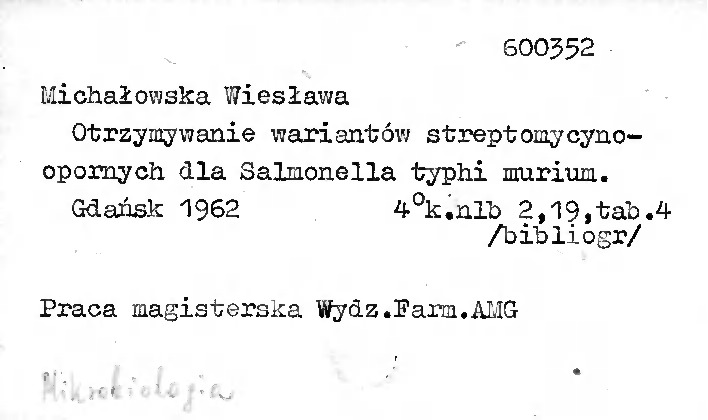 600352
Michałowska Wiesława
Otrzymywanie wariantów streptomycyno-
opornych dla Salmonella typhi murium.
Gdańsk 1962 4°k.nlb 2,19,tab.4
/bibliogr/
Praca magisterska Wydz.Farm.AMG
Mikrobiologia